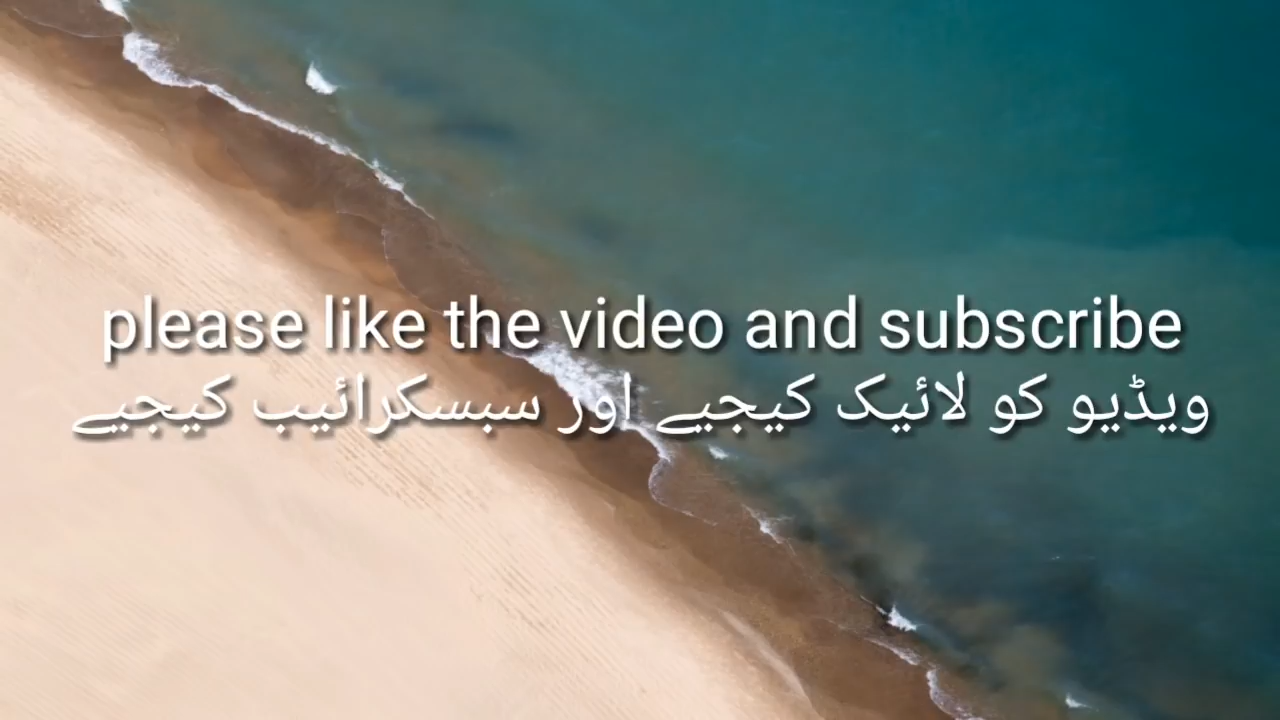 please like the video and subscribe
ویڈیو کو لائیک کیجیے اور سبسکرائیب کیجیے